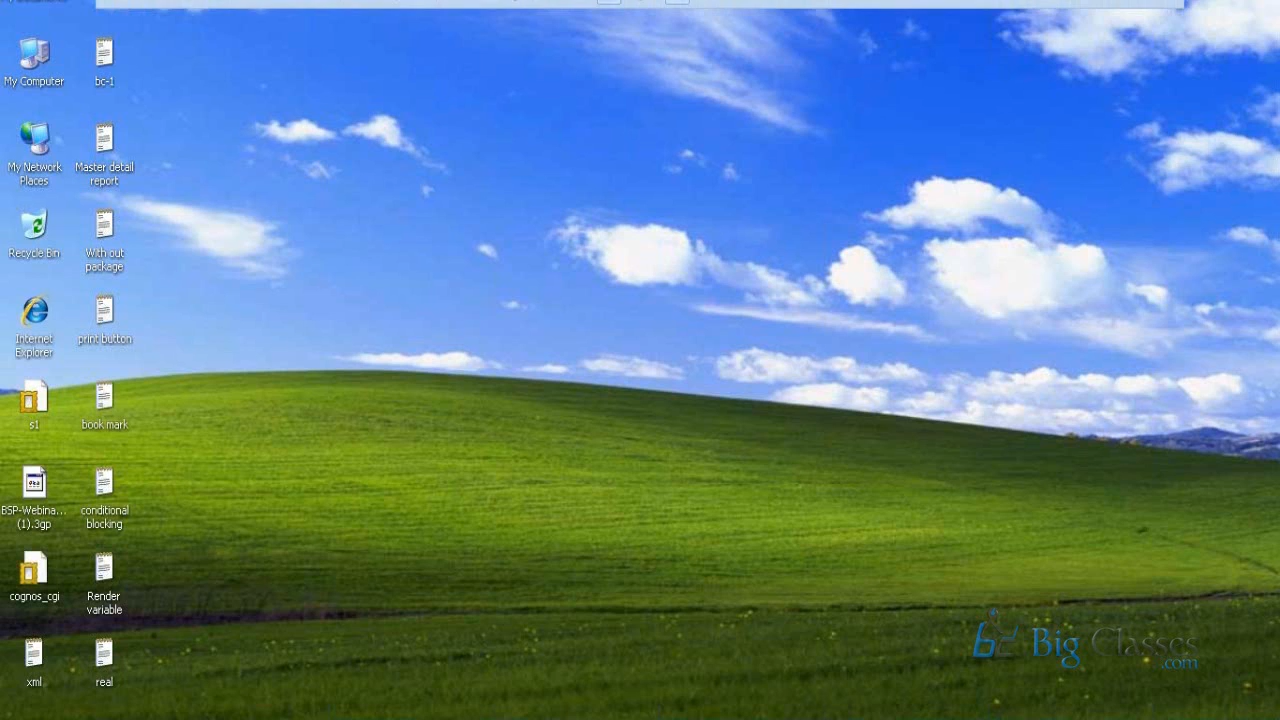 My Computer
bc-1
My Network
Places
Master detail
report
Recycle Bin
With out
package
Internet
Explorer
print button
s1
book mark
BSP-Webina...
(1).3gp
conditional
blocking
cognos_cgi
Render
variable
xml
real
Big Classes
.com